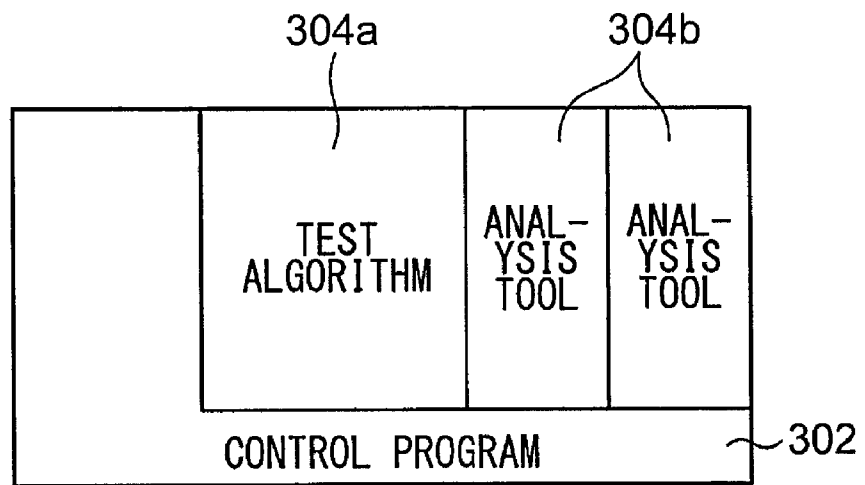 304a
304b
TEST
ALGORITHM
ANAL-
YSIS
TOOL
ANAL-
YSIS
TOOL
CONTROL PROGRAM
302